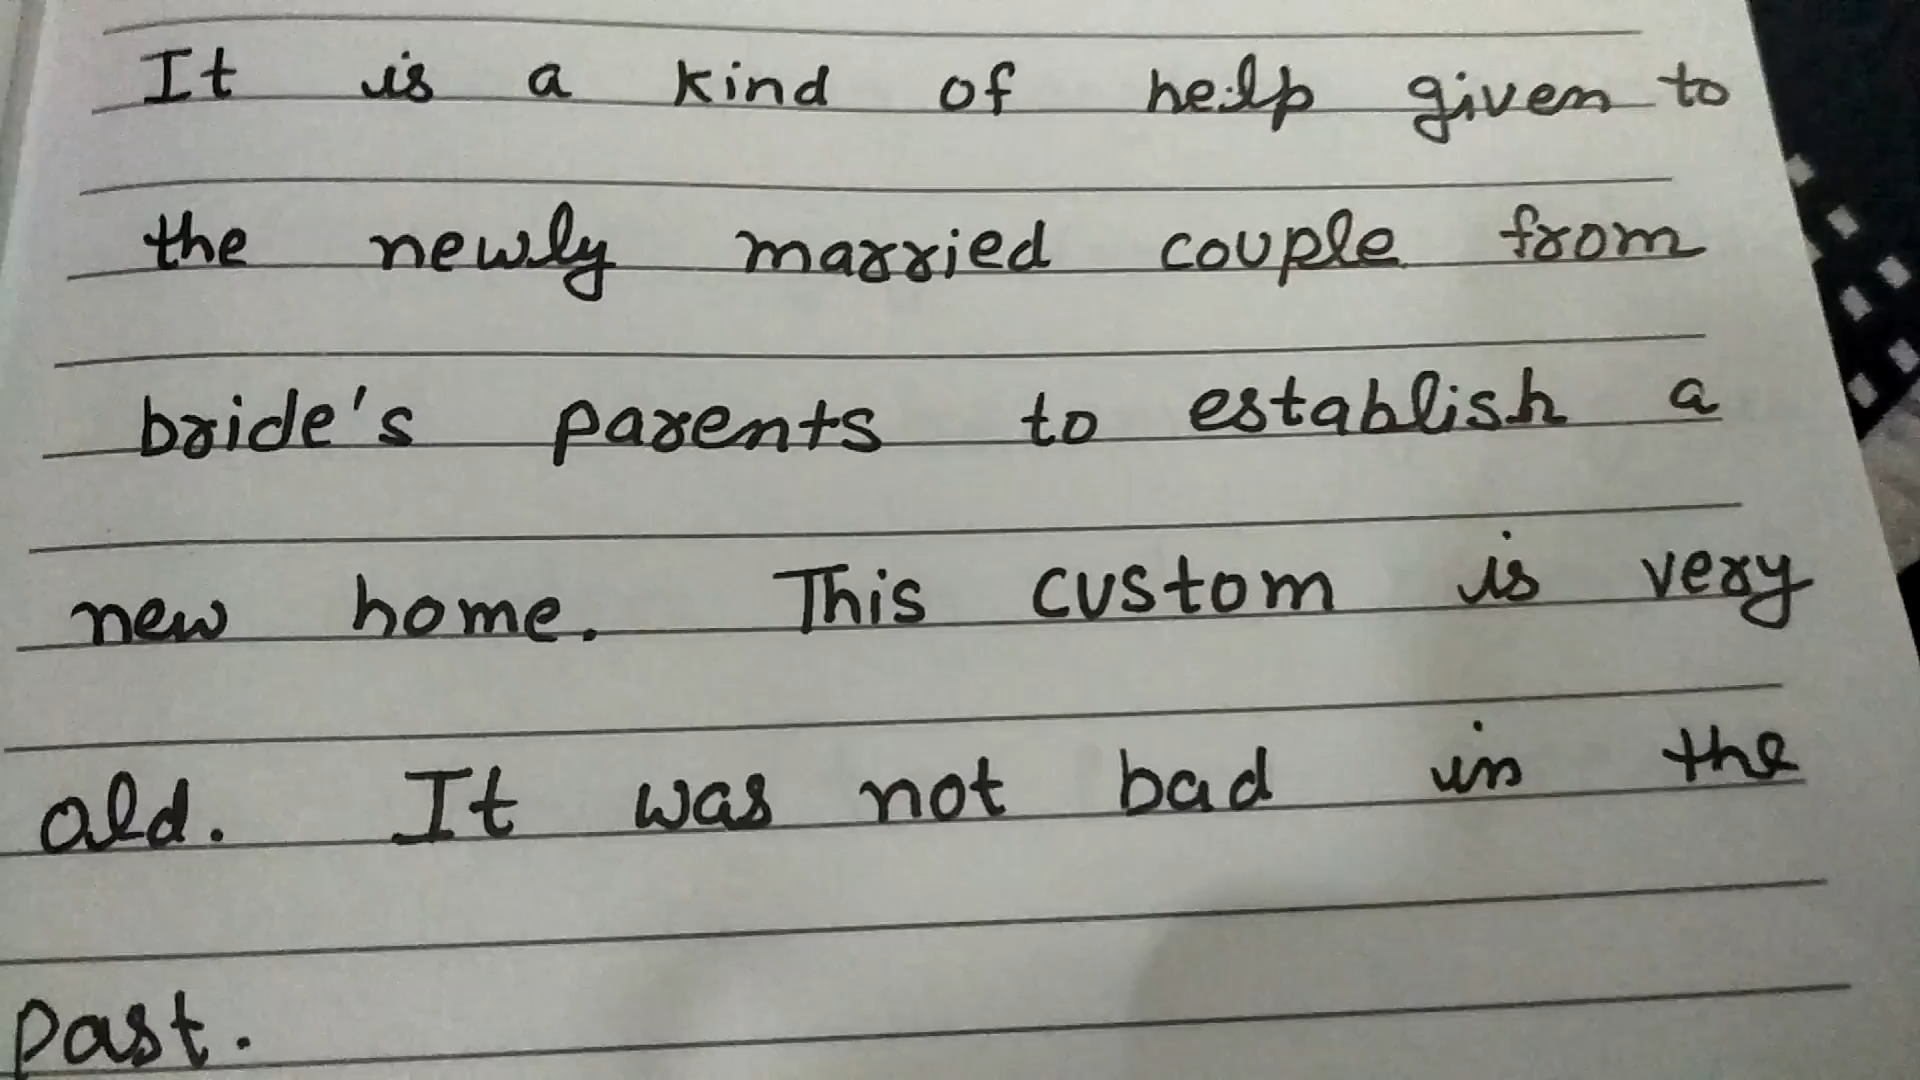 It is a kind of help given to
the newly married couple from
bride's parents to establish a
new home. This custom is very
old. It was not bad in the
past.